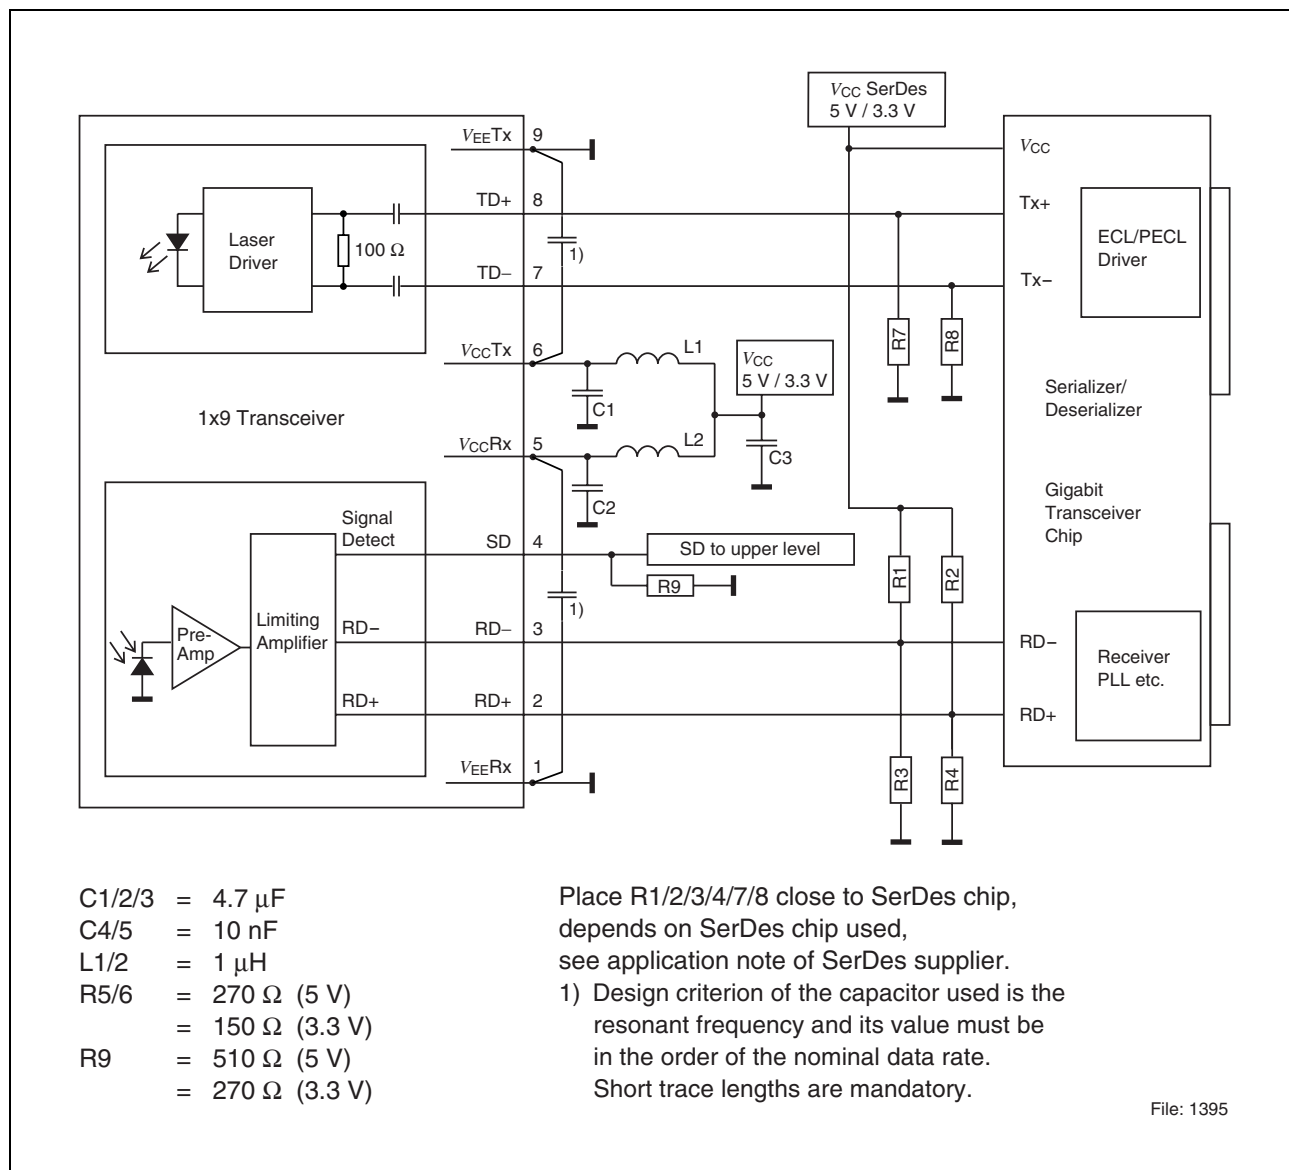 VCC SerDes
5 V / 3.3 V
VEETx 9
VCC
TD+ 8
Tx+
Laser
Driver
100 Ω
1)
ECL/PECL
Driver
TD− 7
Tx−
R7
R8
VCCTx 6
L1
VCC
5 V / 3.3 V
C1
Serializer/
Deserializer
1x9 Transceiver
VCCRx 5
L2
C3
C2
Gigabit
Transceiver
Chip
Signal
Detect
SD 4
SD to upper level
R9
R1
R2
1)
Pre-
Amp
Limiting
Amplifier
RD−
RD− 3
RD−
Receiver
PLL etc.
RD+
RD+ 2
RD+
VEERx 1
R3
R4
C1/2/3 = 4.7 µF
C4/5 = 10 nF
L1/2 = 1 µH
R5/6 = 270 Ω (5 V)
= 150 Ω (3.3 V)
R9 = 510 Ω (5 V)
= 270 Ω (3.3 V)
Place R1/2/3/4/7/8 close to SerDes chip,
depends on SerDes chip used,
see application note of SerDes supplier.
1) Design criterion of the capacitor used is the
resonant frequency and its value must be
in the order of the nominal data rate.
Short trace lengths are mandatory.
File: 1395